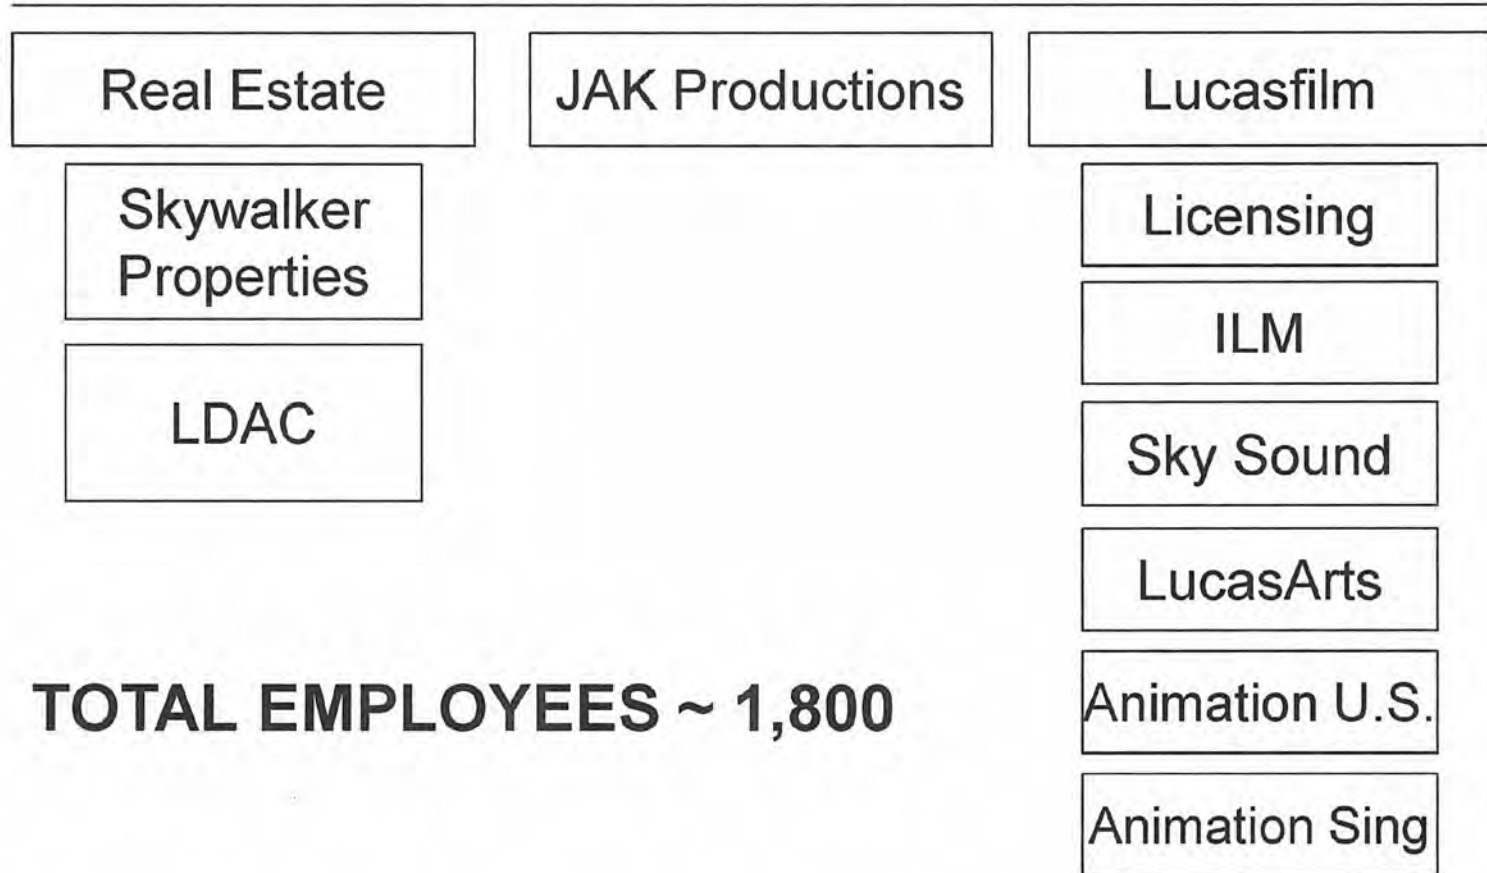 Real Estate
JAK Productions
Lucasfilm
Skywalker
Properties
LDAC
Licensing
ILM
Sky Sound
LucasArts
Animation U.S.
Animation Sing
TOTAL EMPLOYEES ~ 1,800